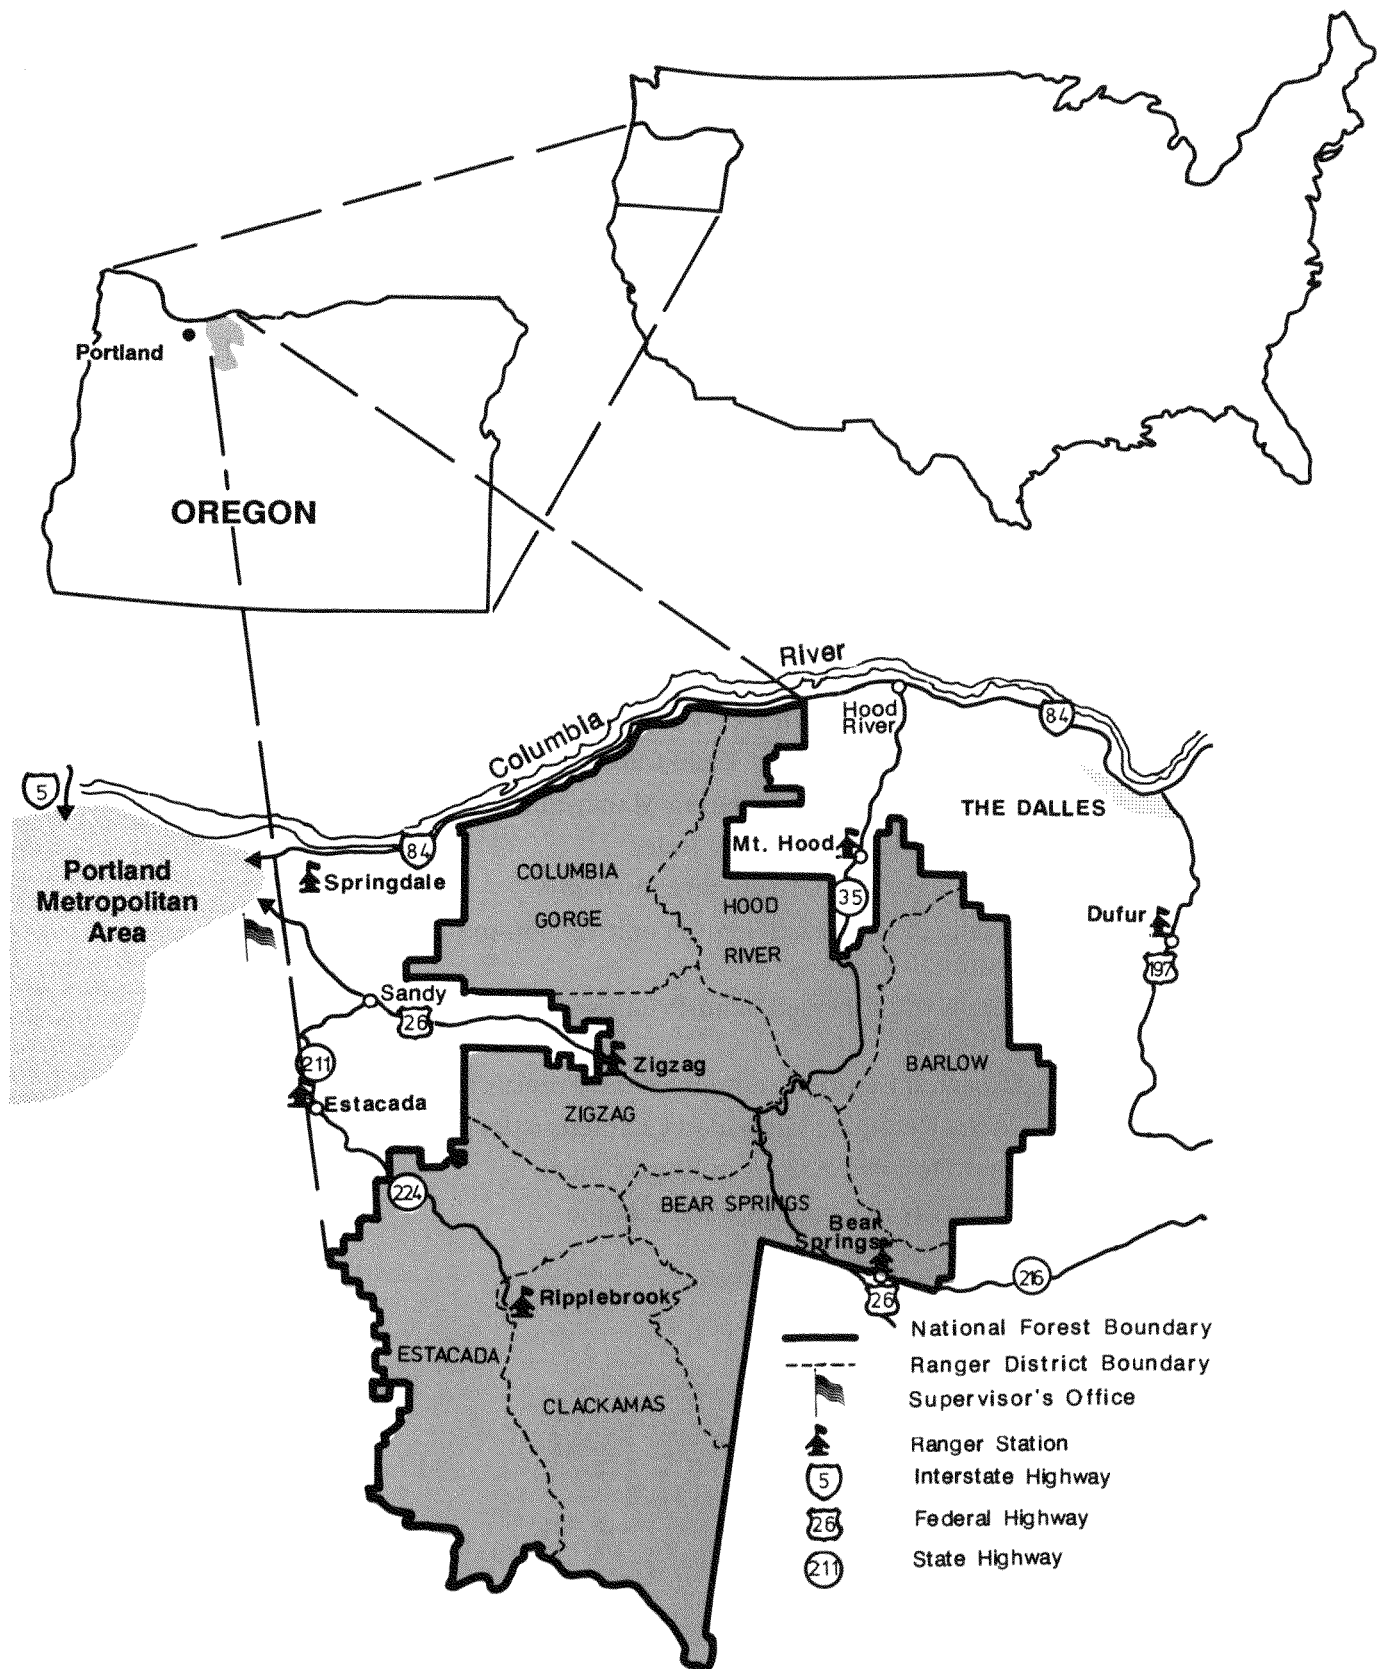 Portland
OREGON
River
Columbia
Hood
River
84
5
THE DALLES
Portland
Metropolitan
Area
84
Springdale
Mt. Hood
35
COLUMBIA
GORGE
HOOD
RIVER
Dufur
197
Sandy
26
211
Zigzag
BARLOW
Estacada
ZIGZAG
224
BEAR SPRINGS
Bear
Springs
216
26
Ripplebrooks
ESTACADA
CLACKAMAS
National Forest Boundary
Ranger District Boundary
Supervisor's Office
Ranger Station
5 Interstate Highway
26 Federal Highway
211 State Highway